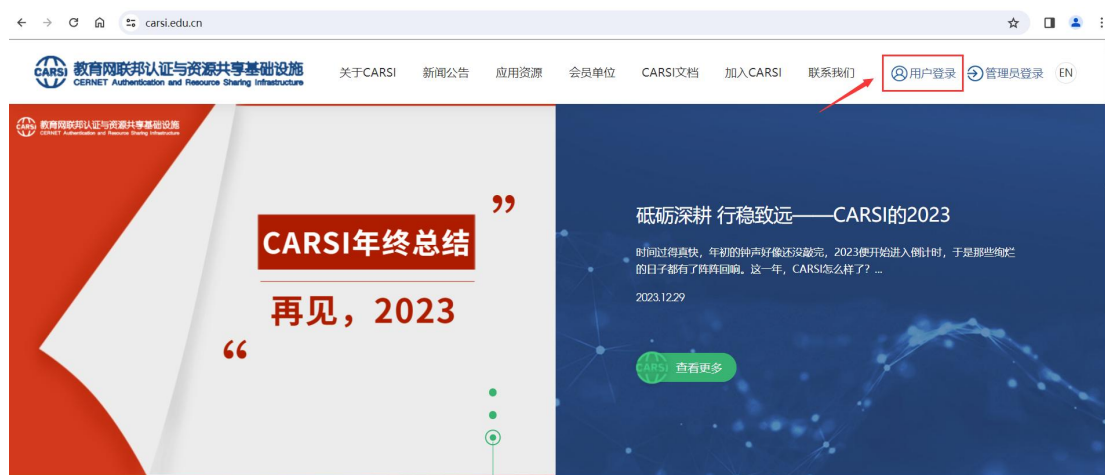 carsi.edu.cn
CARSI 教育网联邦认证与资源共享基础设施
CERNET Authentication and Resource Sharing Infrastructure
关于CARSI 新闻公告 应用资源 会员单位 CARSI文档 加入CARSI 联系我们 用户登录 管理员登录 EN
CARSI 教育网联邦认证与资源共享基础设施
CERNET Authentication and Resource Sharing Infrastructure
”
CARSI年终总结
再见，2023
“
砥砺深耕 行稳致远——CARSI的2023
时间过得真快，年初的钟声好像还没敲完，2023便开始进入倒计时，于是那些绚烂
的日子都有了阵阵回响。这一年，CARSI怎么样了？...
2023.12.29
CARSI 查看更多